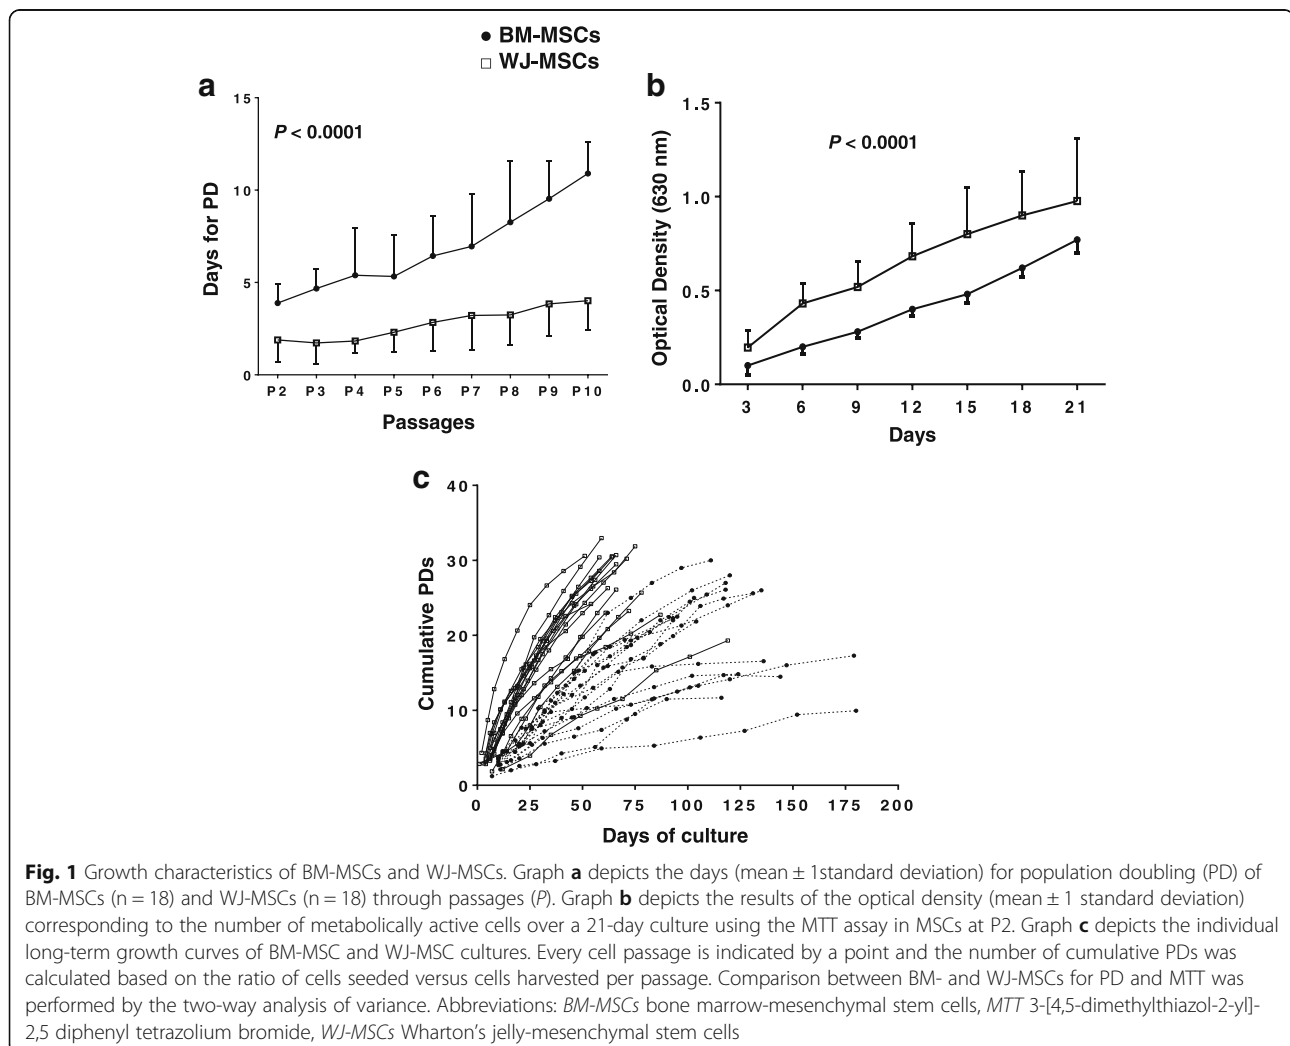 BM-MSCs
WJ-MSCs
a
15
10
5
0
Days for PD
P < 0.0001
P2 P3 P4 P5 P6 P7 P8 P9 P10
Passages
b
1.5
1.0
0.5
0.0
Optical Density (630 nm)
P < 0.0001
3 6 9 12 15 18 21
Days
c
40
30
20
10
0
Cumulative PDs
0 25 50 75 100 125 150 175 200
Days of culture
Fig. 1 Growth characteristics of BM-MSCs and WJ-MSCs. Graph a depicts the days (mean ± 1standard deviation) for population doubling (PD) of
BM-MSCs (n = 18) and WJ-MSCs (n = 18) through passages (P). Graph b depicts the results of the optical density (mean ± 1 standard deviation)
corresponding to the number of metabolically active cells over a 21-day culture using the MTT assay in MSCs at P2. Graph c depicts the individual
long-term growth curves of BM-MSC and WJ-MSC cultures. Every cell passage is indicated by a point and the number of cumulative PDs was
calculated based on the ratio of cells seeded versus cells harvested per passage. Comparison between BM- and WJ-MSCs for PD and MTT was
performed by the two-way analysis of variance. Abbreviations: BM-MSCs bone marrow-mesenchymal stem cells, MTT 3-[4,5-dimethylthiazol-2-yl]-
2,5 diphenyl tetrazolium bromide, WJ-MSCs Wharton's jelly-mesenchymal stem cells